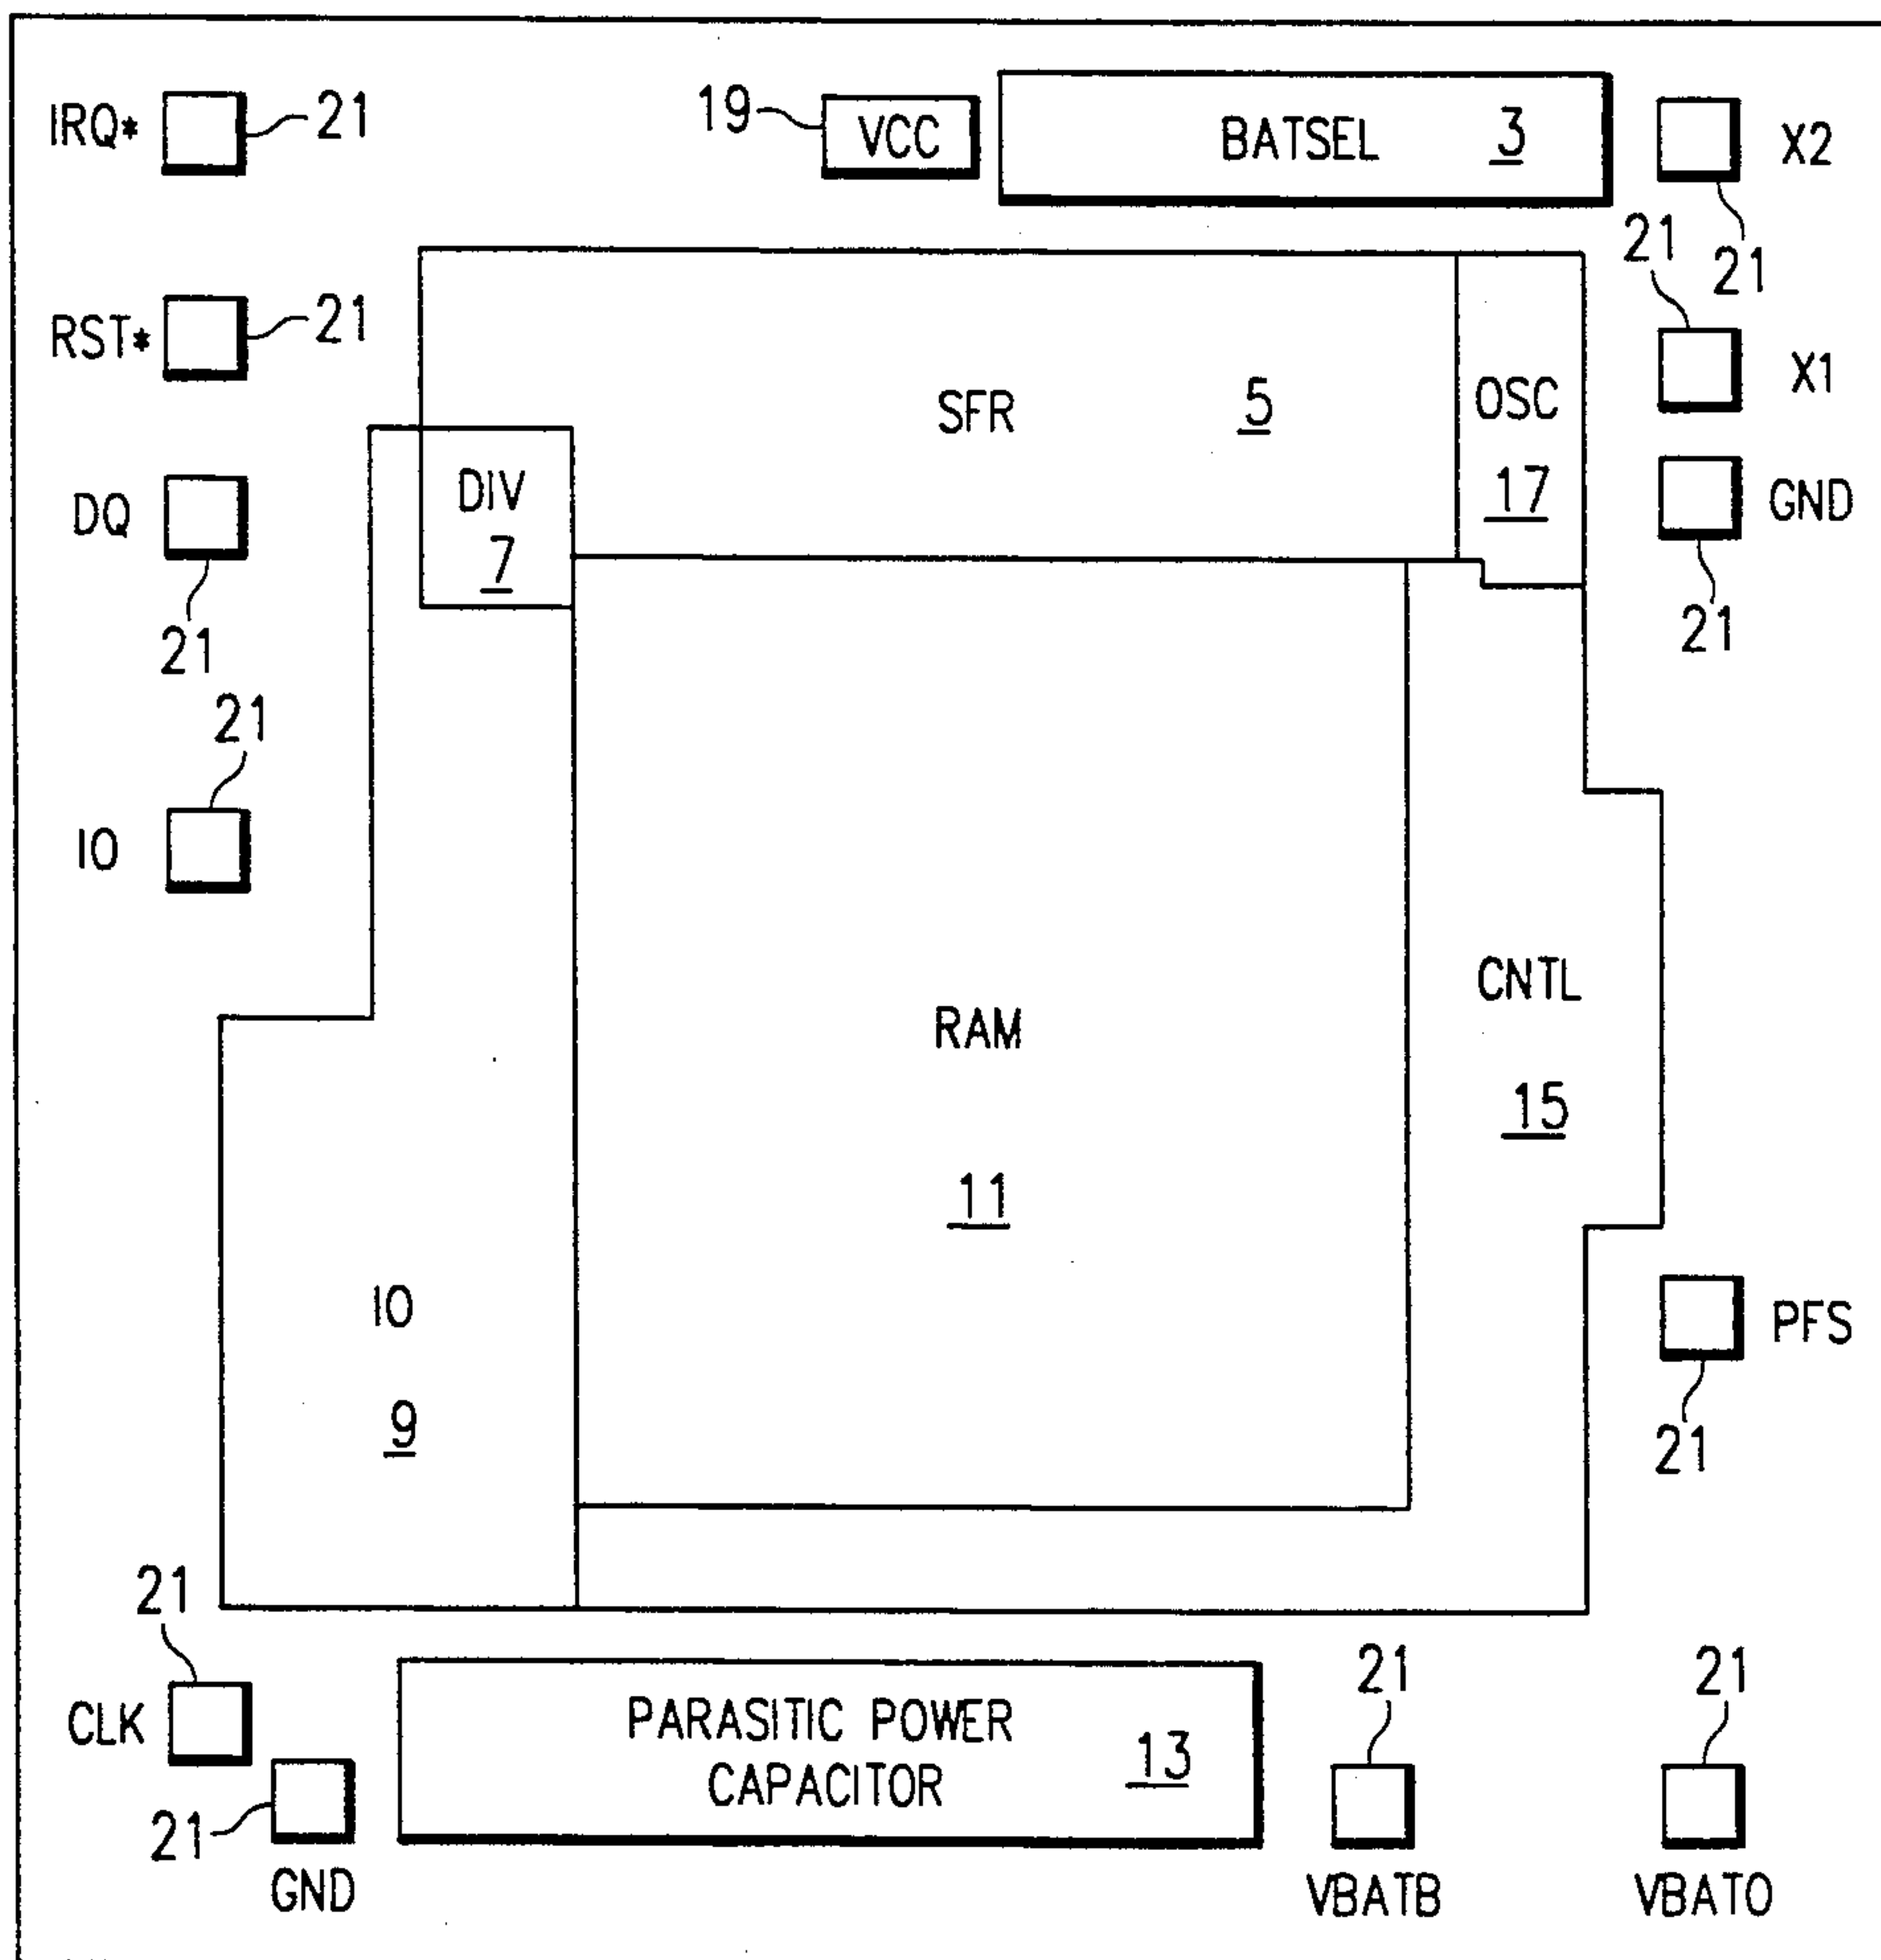 IRQ*
21
19
VCC
BATSEL 3
X2
21
RST*
21
SFR 5
OSC
17
21
X1
DQ
21
DIV
7
GND
21
21
IO
RAM
11
CNTL
15
IO
9
PFS
21
21
CLK
21
GND
PARASITIC POWER
CAPACITOR 13
21
VBATB
21
VBATO